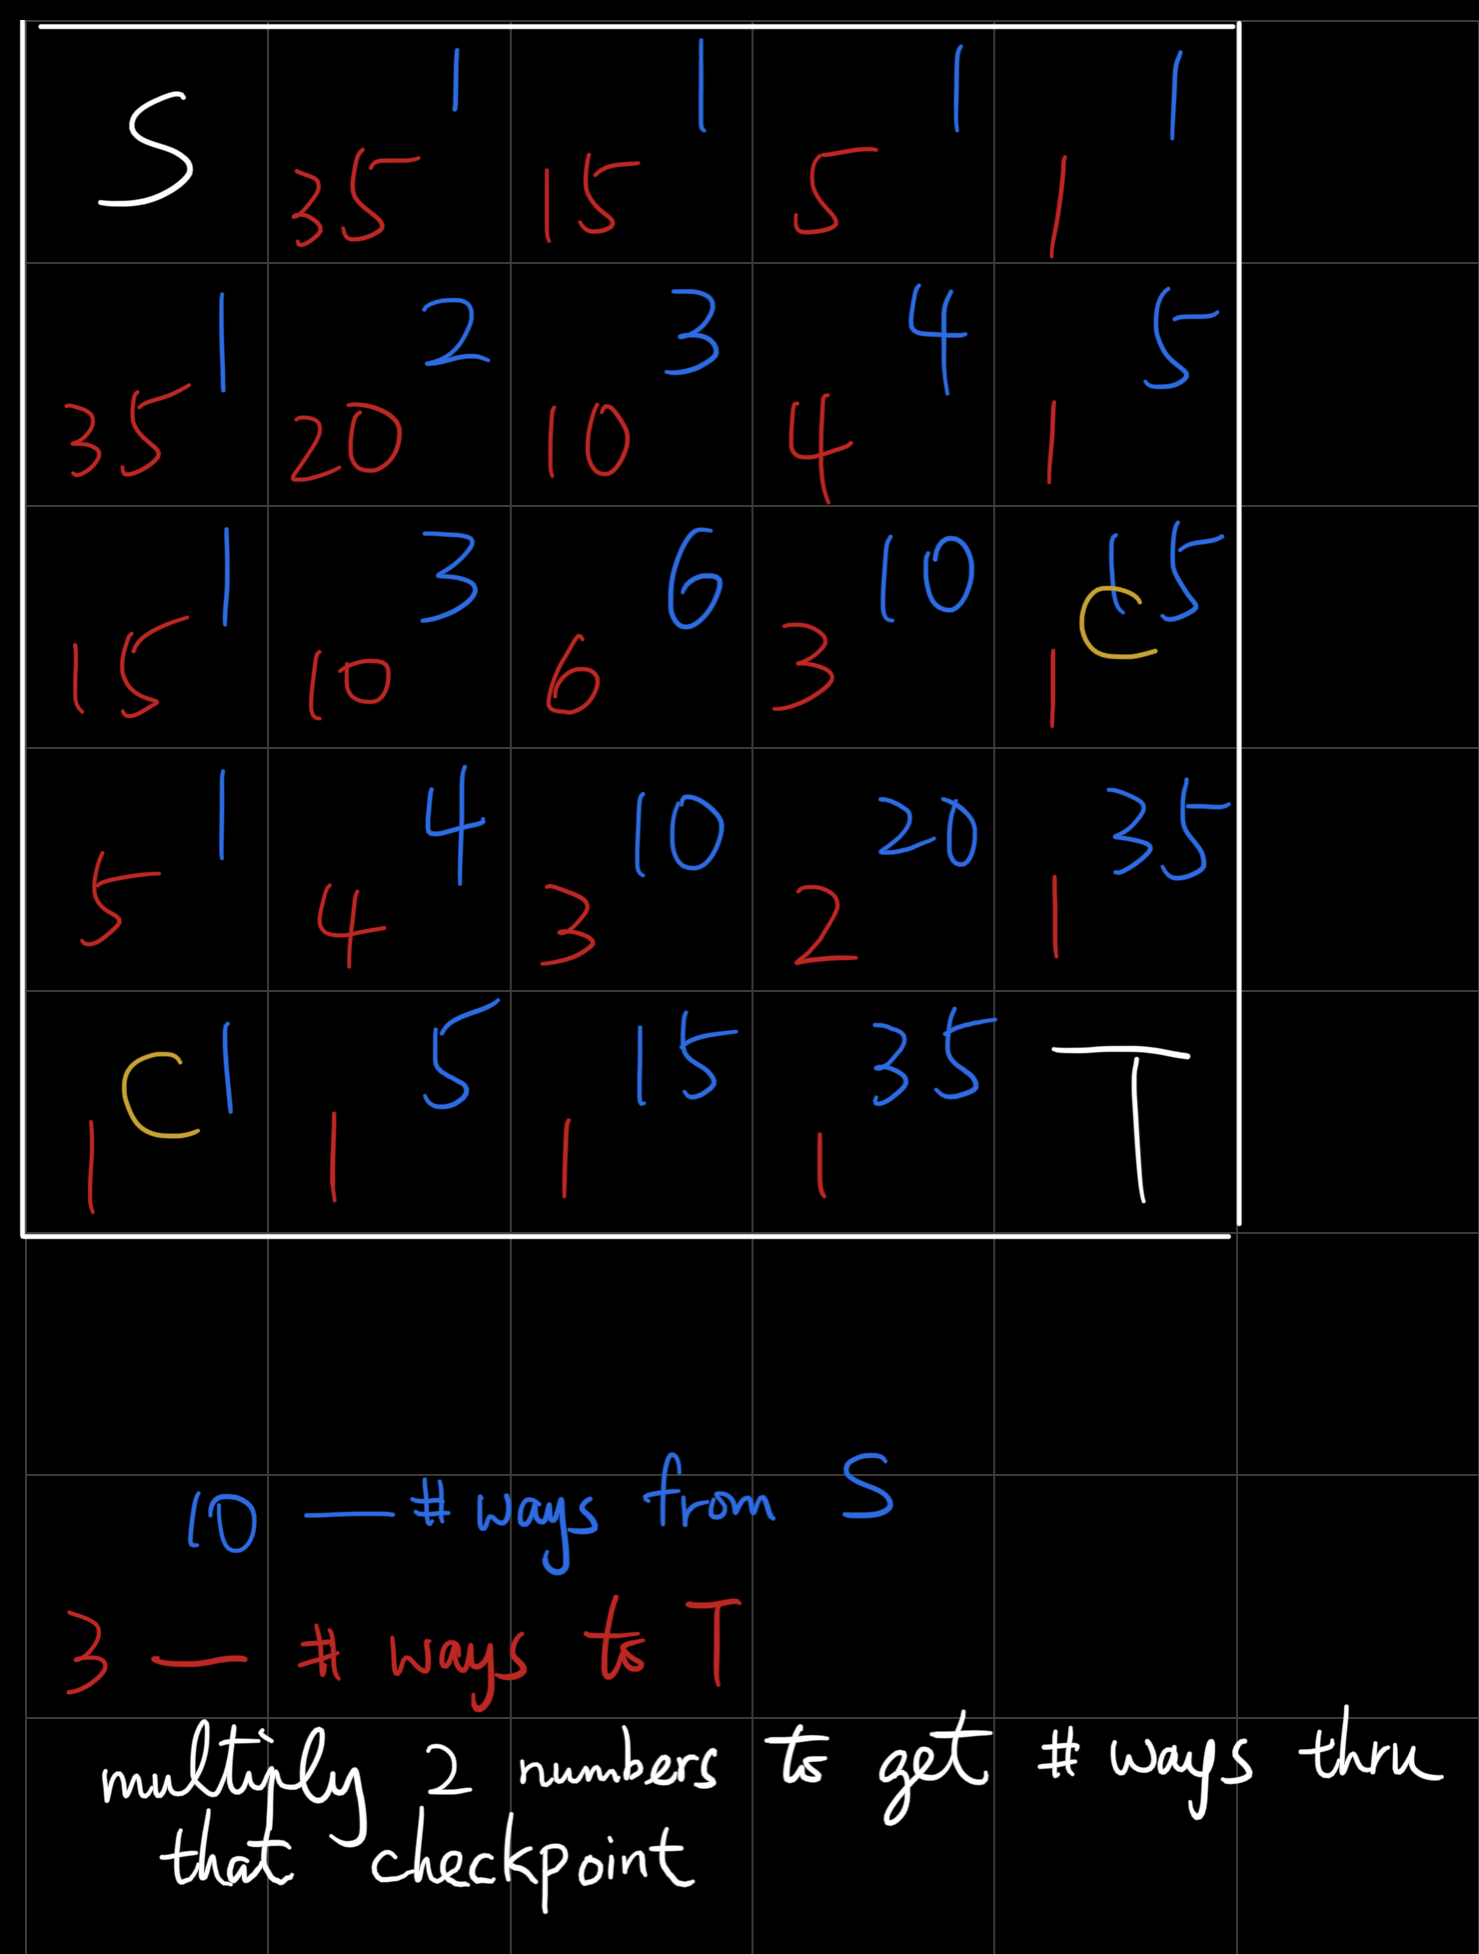 S 1 1 1 1
35 15 5 1
1 2 3 4 5
35 20 10 4 1
1 3 6 10 15
C
15 10 6 3 1
1 4 10 20 35
5 4 3 2 1
C 1 5 15 35 T
1 1 1 1
10 — # ways from S
3 — # ways to T
multiply 2 numbers to get # ways thru
that checkpoint